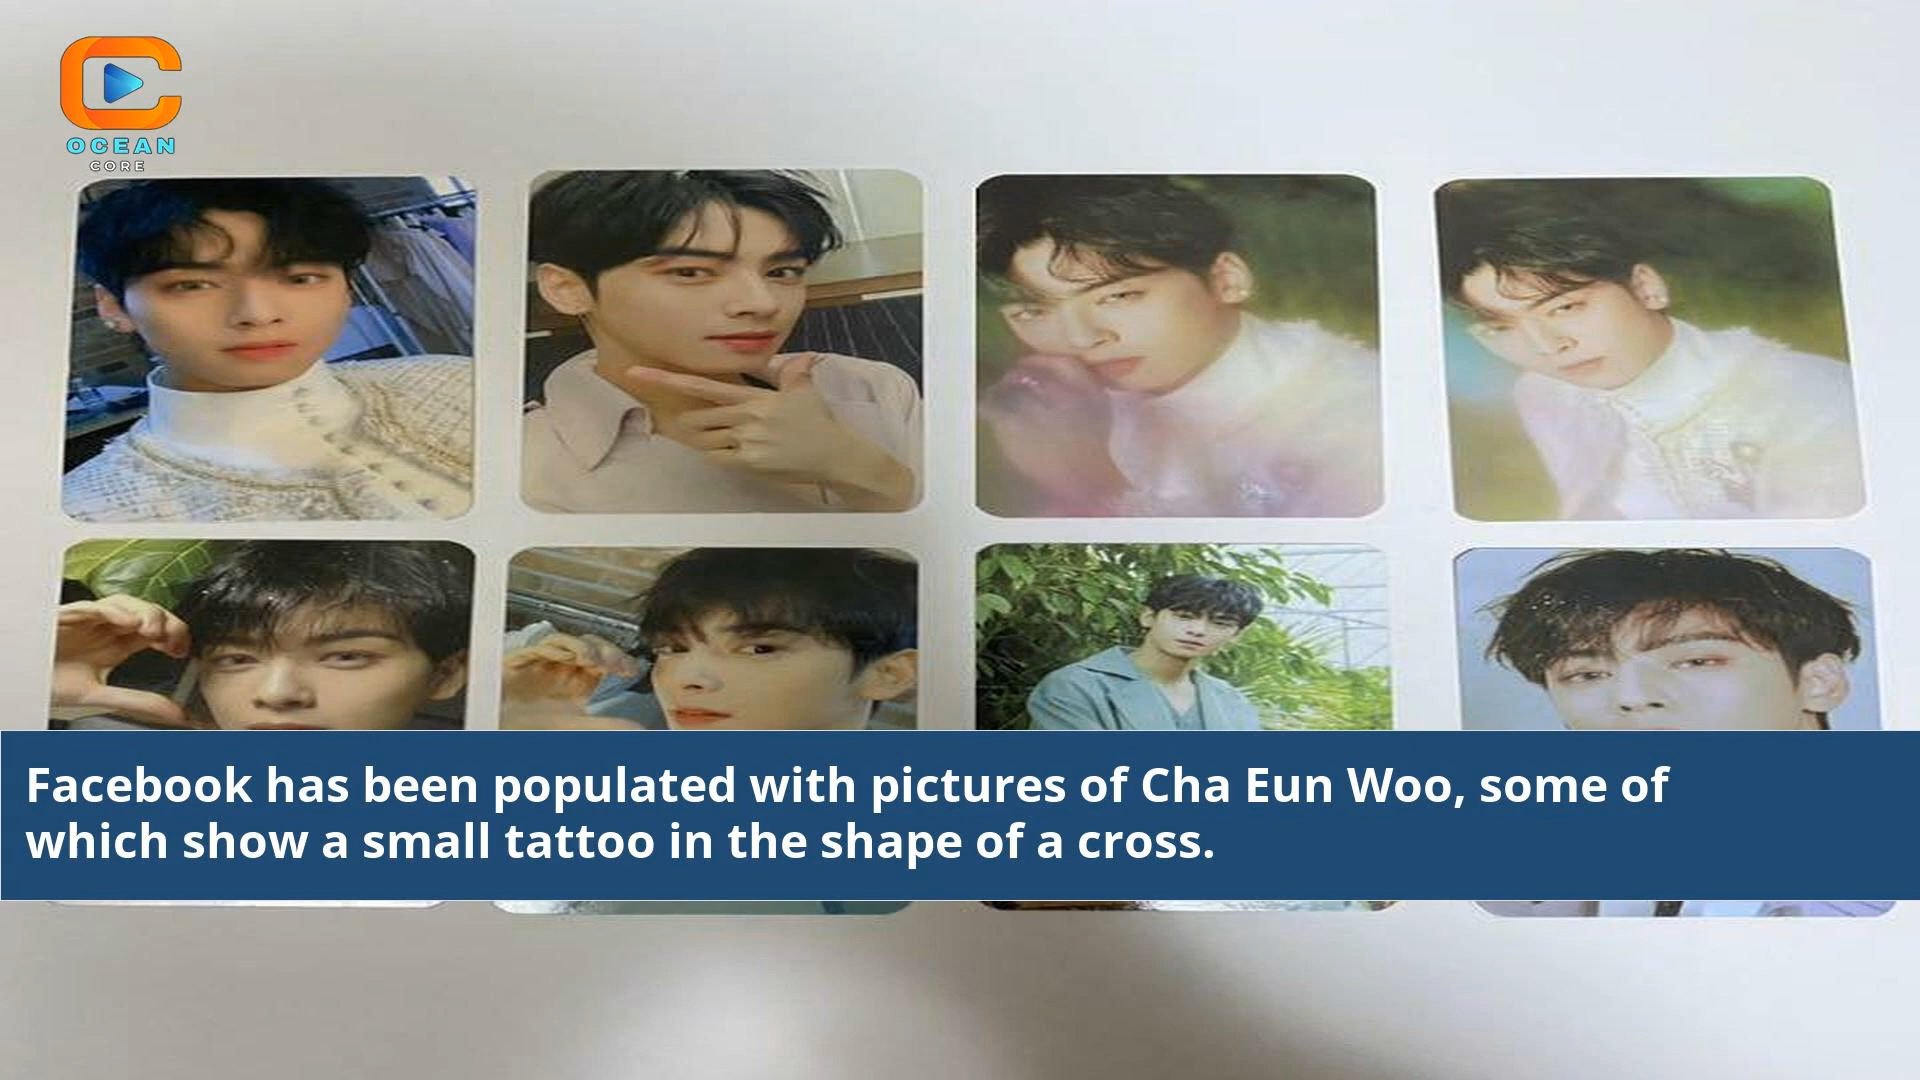 OCEAN
CORE
Facebook has been populated with pictures of Cha Eun Woo, some of
which show a small tattoo in the shape of a cross.